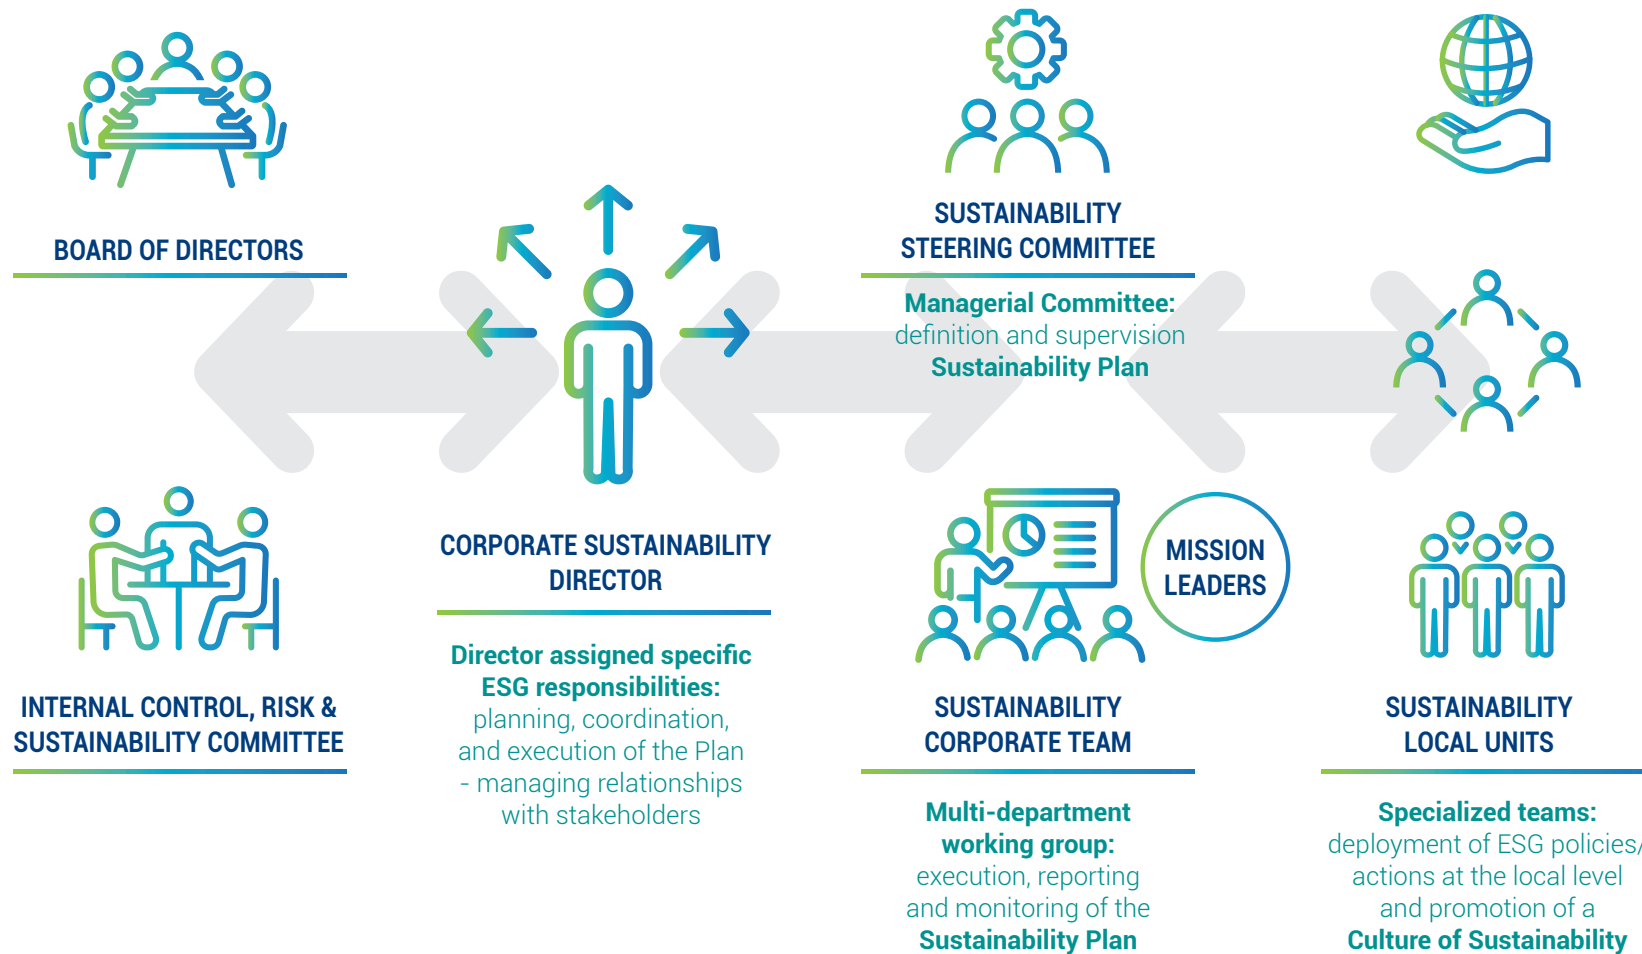 BOARD OF DIRECTORS
INTERNAL CONTROL, RISK &
SUSTAINABILITY COMMITTEE
CORPORATE SUSTAINABILITY
DIRECTOR
Director assigned specific
ESG responsibilities:
planning, coordination,
and execution of the Plan
- managing relationships
with stakeholders
SUSTAINABILITY
STEERING COMMITTEE
Managerial Committee:
definition and supervision
Sustainability Plan
MISSION
LEADERS
SUSTAINABILITY
CORPORATE TEAM
Multi-department
working group:
execution, reporting
and monitoring of the
Sustainability Plan
SUSTAINABILITY
LOCAL UNITS
Specialized teams:
deployment of ESG policies/
actions at the local level
and promotion of a
Culture of Sustainability